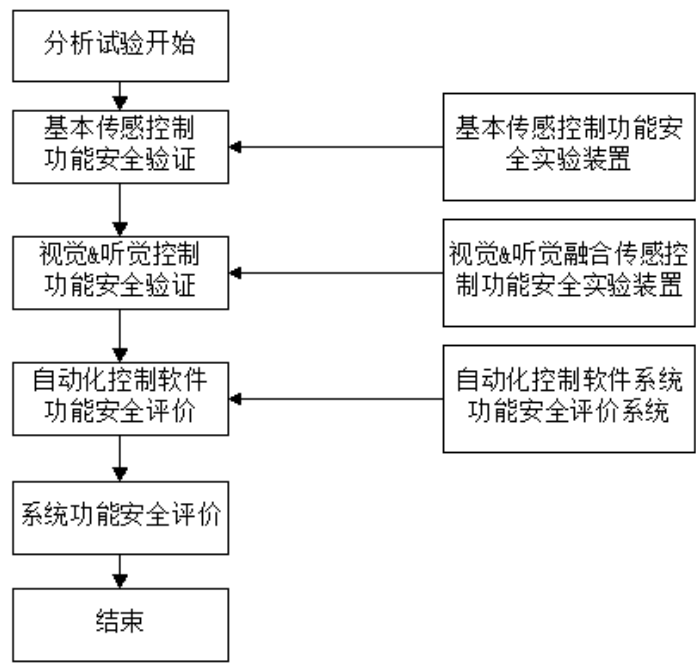 分析试验开始
基本传感控制
功能安全验证
基本传感控制功能安
全实验装置
视觉&听觉控制
功能安全验证
视觉&听觉融合传感控
制功能安全实验装置
自动化控制软件
功能安全评价
自动化控制软件系统
功能安全评价系统
系统功能安全评价
结束